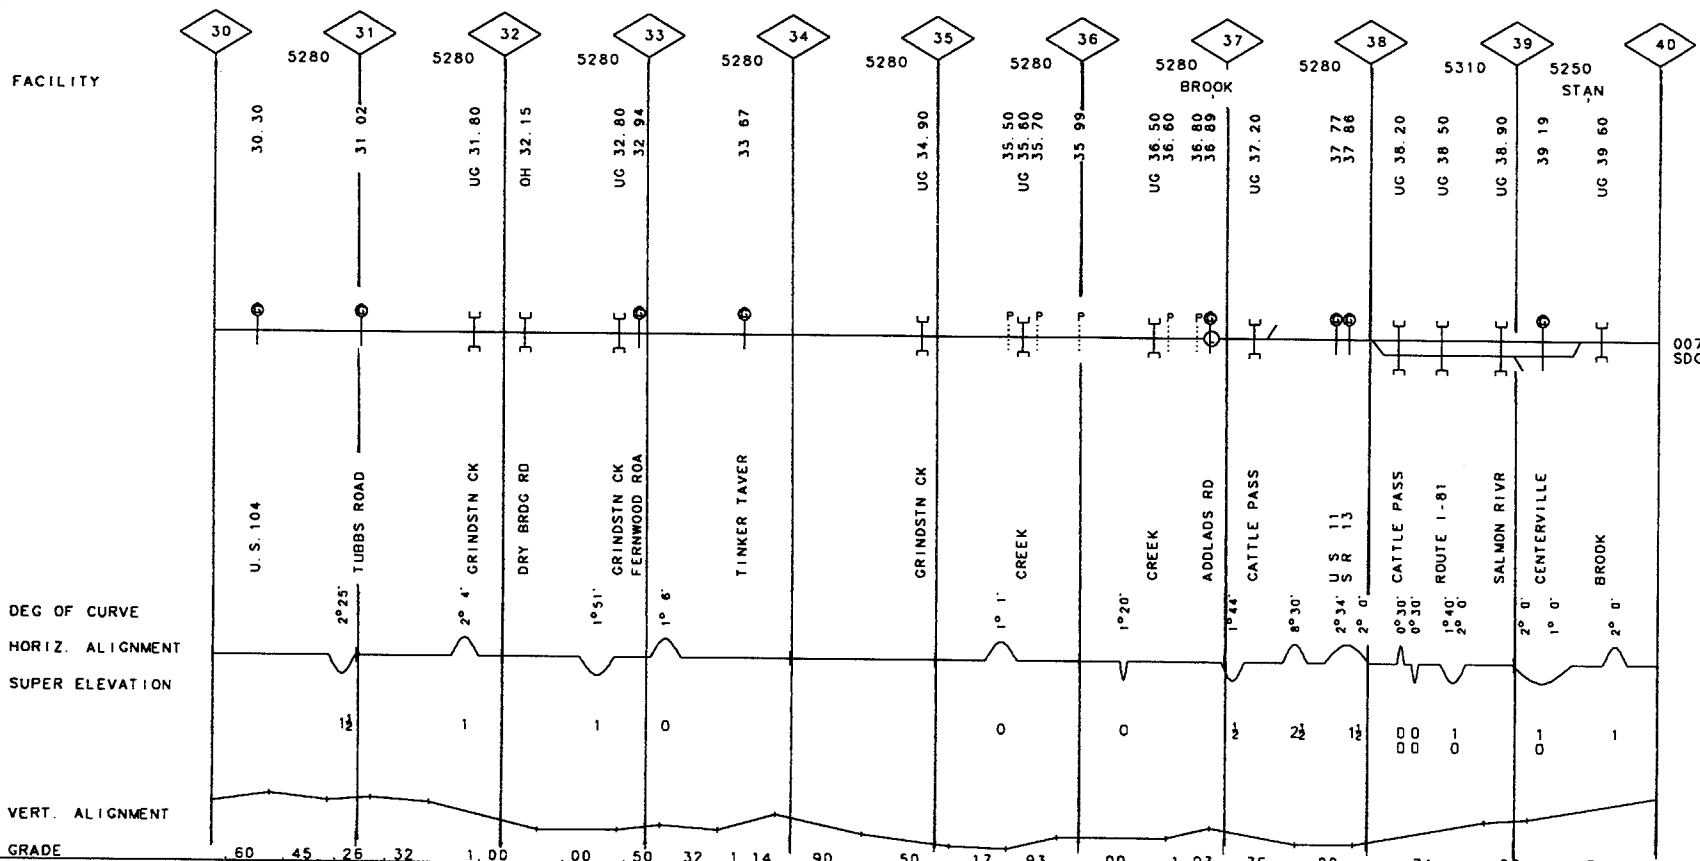 30 31 32 33 34 35 36 37 38 39 40
5280 5280 5280 5280 5280 5280 5280 5280 5310 5250
FACILITY
BROOK STAN
30.30
31 02
UG 31.80
OH 32.15
UG 32.80
32 94
33 67
UG 34.90
35.50
UG 35.60
35.70
35 99
UG 36.50
36.60
36.80
36 89
UG 37.20
37 77
37 86
UG 38.20
UG 38 50
UG 38.90
39 19
UG 39 60
P P P P P
007
SDC
U.S. 104
TUBBS ROAD
GRINDSTN CK
DRY BRDG RD
GRINDSTN CK
FERNWOOD ROA
TINKER TAVER
GRINDSTN CK
CREEK
CREEK
ADDLADS RD
CATTLE PASS
U S 11
S R 13
CATTLE PASS
ROUTE I-81
SALMON RIVR
CENTERVILLE
BROOK
DEG OF CURVE
2°25'
2° 4'
1°51'
1° 6'
1° 1'
1°20'
1°44'
8°30'
2°34'
2° 0'
0°30'
0°30'
1°40'
2° 0'
2° 0'
1° 0'
2° 0'
HORIZ. ALIGNMENT
SUPER ELEVATION
1½ 1 1 0 0 0 ½ 2½ 1½ 0 0 1 1 1
0 0 0 0
VERT. ALIGNMENT
GRADE .60 .45 .26 .32 1.00 .00 .50 .32 1.14 .90 .50 .17 .93 .00 1.03